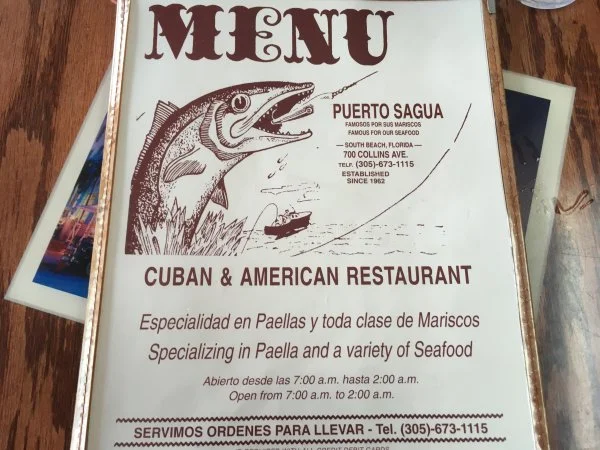 MENU
PUERTO SAGUA
FAMOSOS POR SUS MARISCOS
FAMOUS FOR OUR SEAFOOD
— SOUTH BEACH, FLORIDA —
700 COLLINS AVE.
TELF. (305)-673-1115
ESTABLISHED
SINCE 1962
CUBAN & AMERICAN RESTAURANT
Especialidad en Paellas y toda clase de Mariscos
Specializing in Paella and a variety of Seafood
Abierto desde las 7:00 a.m. hasta 2:00 a.m.
Open from 7:00 a.m. to 2:00 a.m.
SERVIMOS ORDENES PARA LLEVAR - Tel. (305)-673-1115